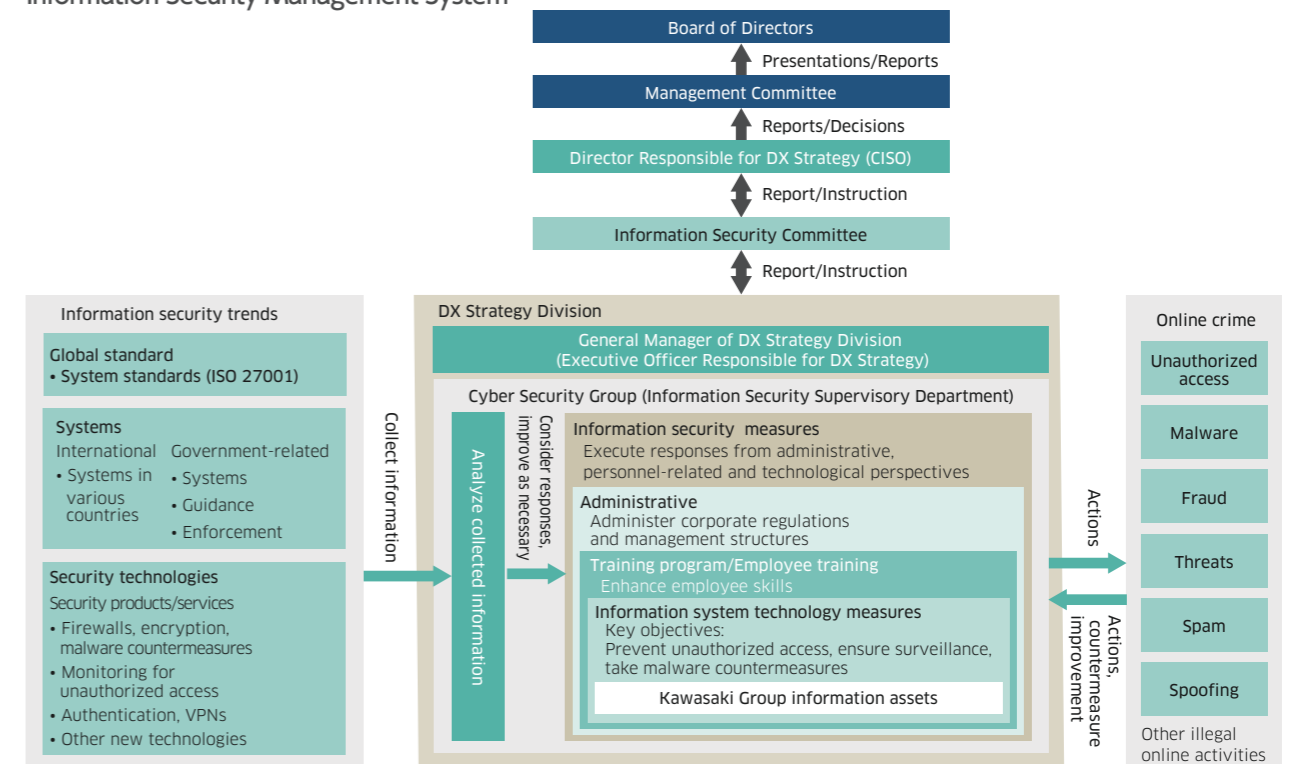 Information Security Management System
Board of Directors
Presentations/Reports
Management Committee
Reports/Decisions
Director Responsible for DX Strategy (CISO)
Report/Instruction
Information Security Committee
Report/Instruction
Information security trends
Global standard
• System standards (ISO 27001)
Systems
International
• Systems in
various
countries
Government-related
• Systems
• Guidance
• Enforcement
Security technologies
Security products/services
• Firewalls, encryption,
malware countermeasures
• Monitoring for
unauthorized access
• Authentication, VPNs
• Other new technologies
Collect information
DX Strategy Division
General Manager of DX Strategy Division
(Executive Officer Responsible for DX Strategy)
Cyber Security Group (Information Security Supervisory Department)
Analyze collected information
Consider responses,
improve as necessary
Information security measures
Execute responses from administrative,
personnel-related and technological perspectives
Administrative
Administer corporate regulations
and management structures
Training program/Employee training
Enhance employee skills
Information system technology measures
Key objectives:
Prevent unauthorized access, ensure surveillance,
take malware countermeasures
Kawasaki Group information assets
Actions
Actions,
countermeasure
improvement
Online crime
Unauthorized
access
Malware
Fraud
Threats
Spam
Spoofing
Other illegal
online activities